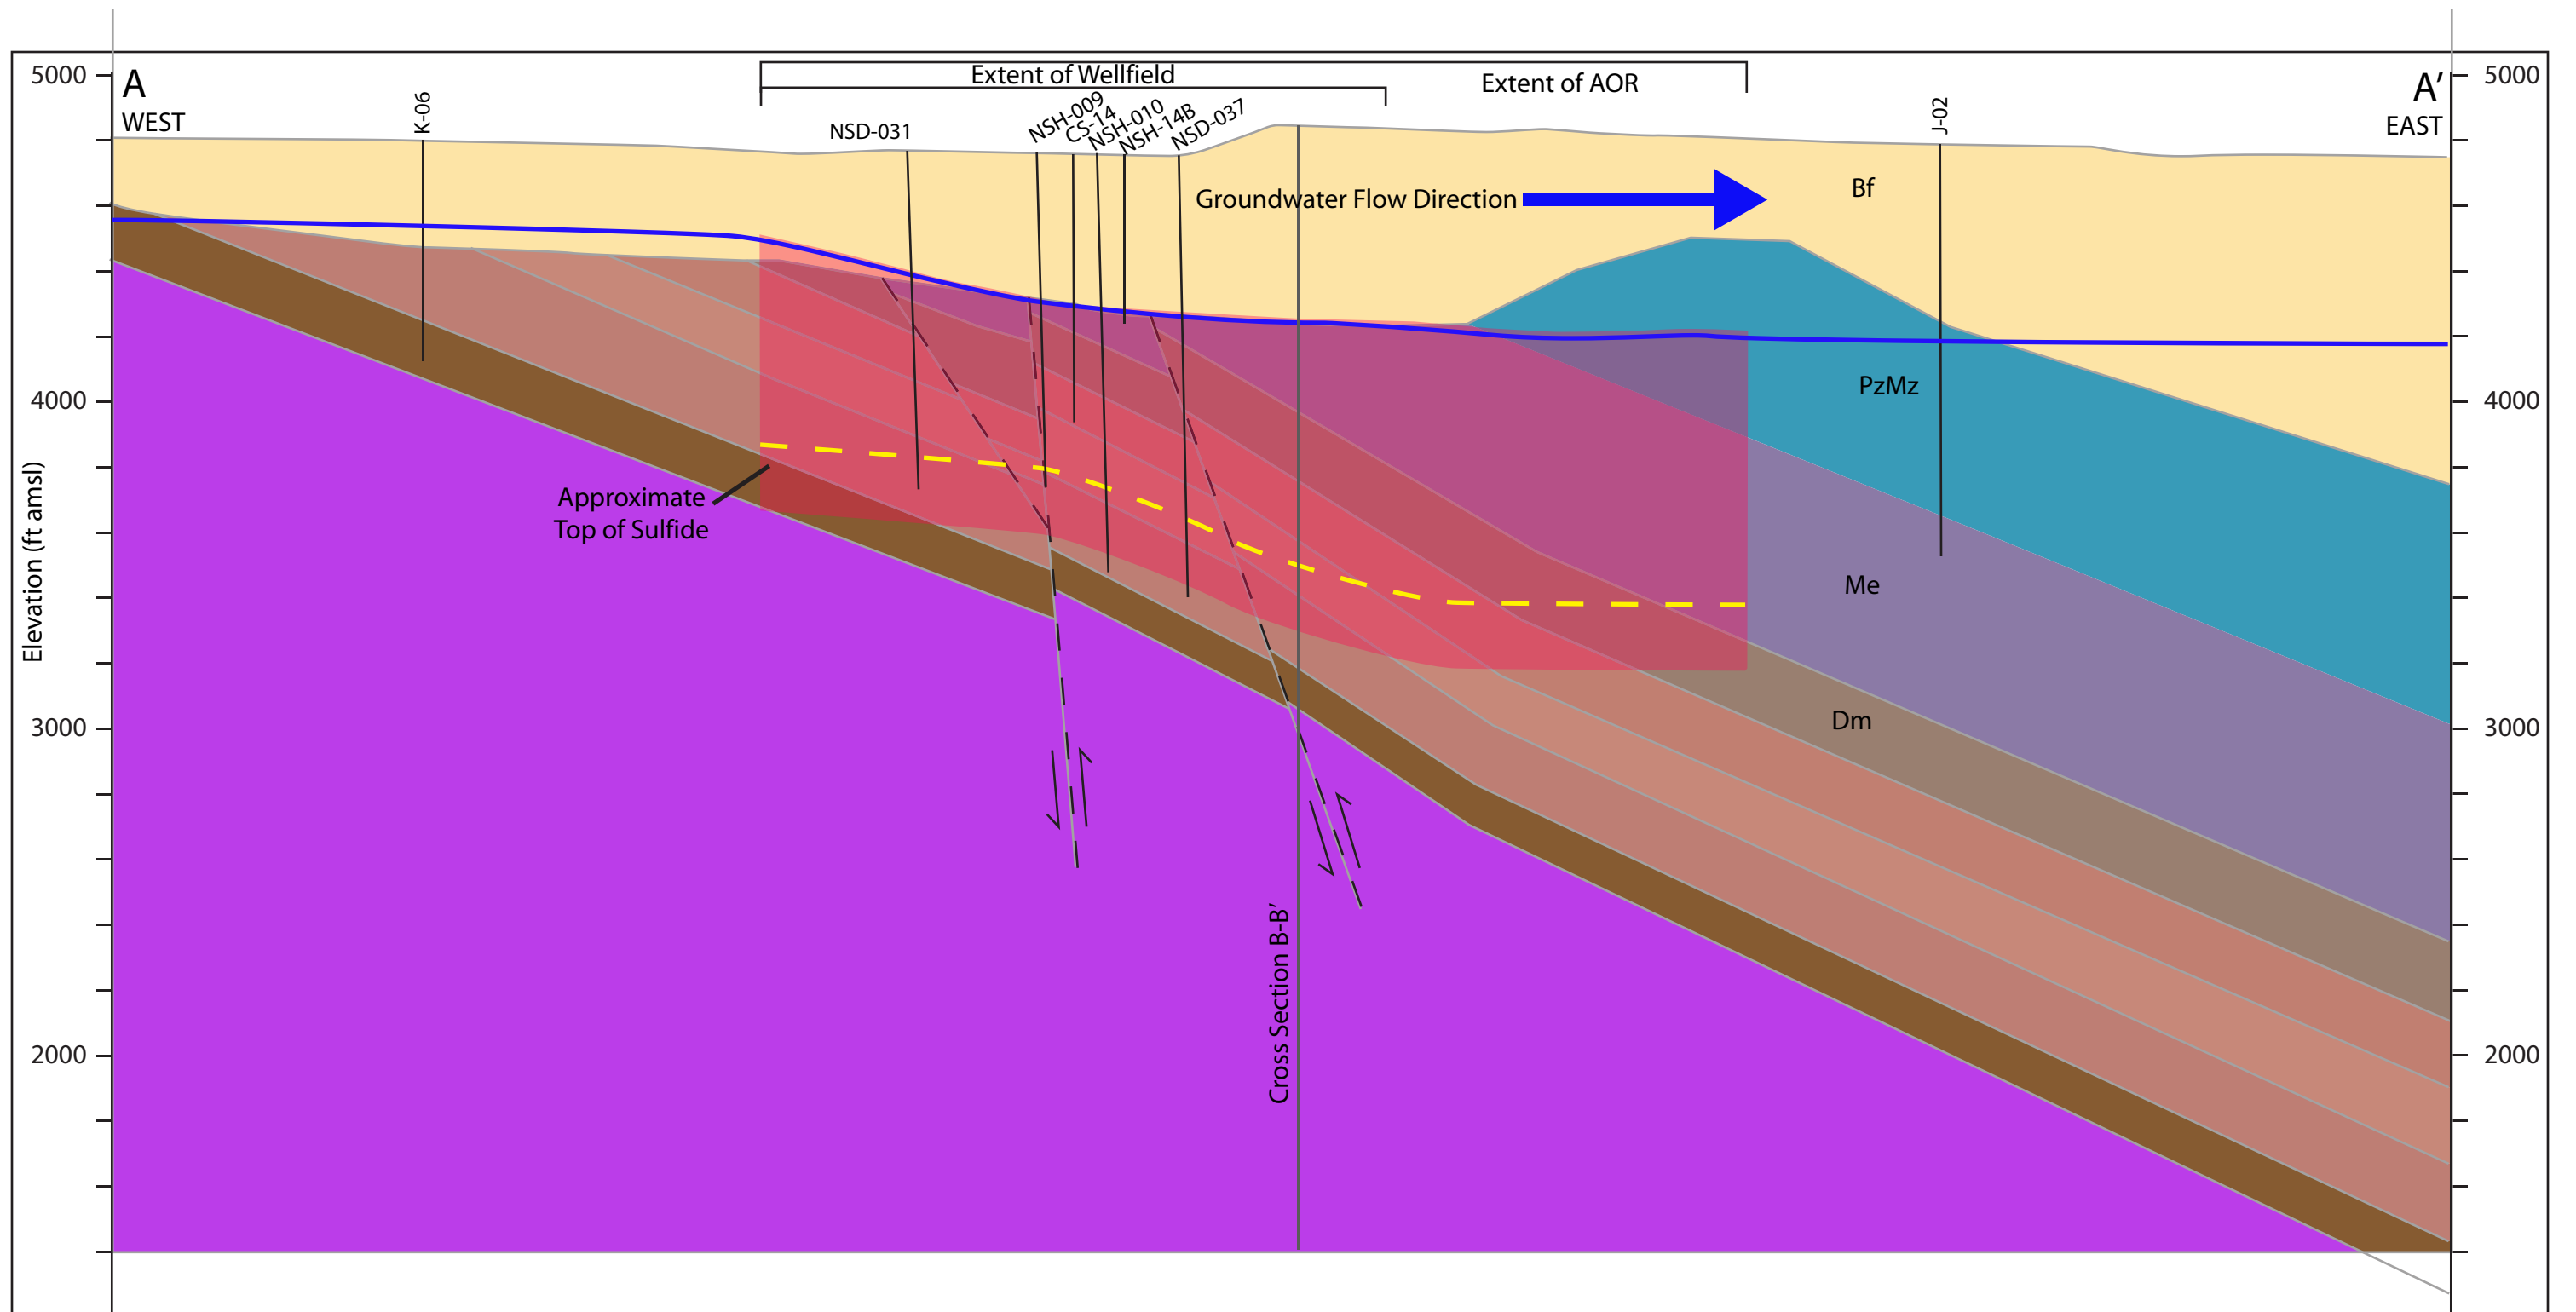 5000
A
WEST
K-06
Extent of Wellfield
Extent of AOR
NSD-031
NSH-009
CS-14
NSH-010
NSH-14B
NSD-037
J-02
5000
A′
EAST
Groundwater Flow Direction
Bf
4000
PzMz
4000
Elevation (ft amsl)
Approximate
Top of Sulfide
Me
Dm
3000
3000
Cross Section B-B′
2000
2000